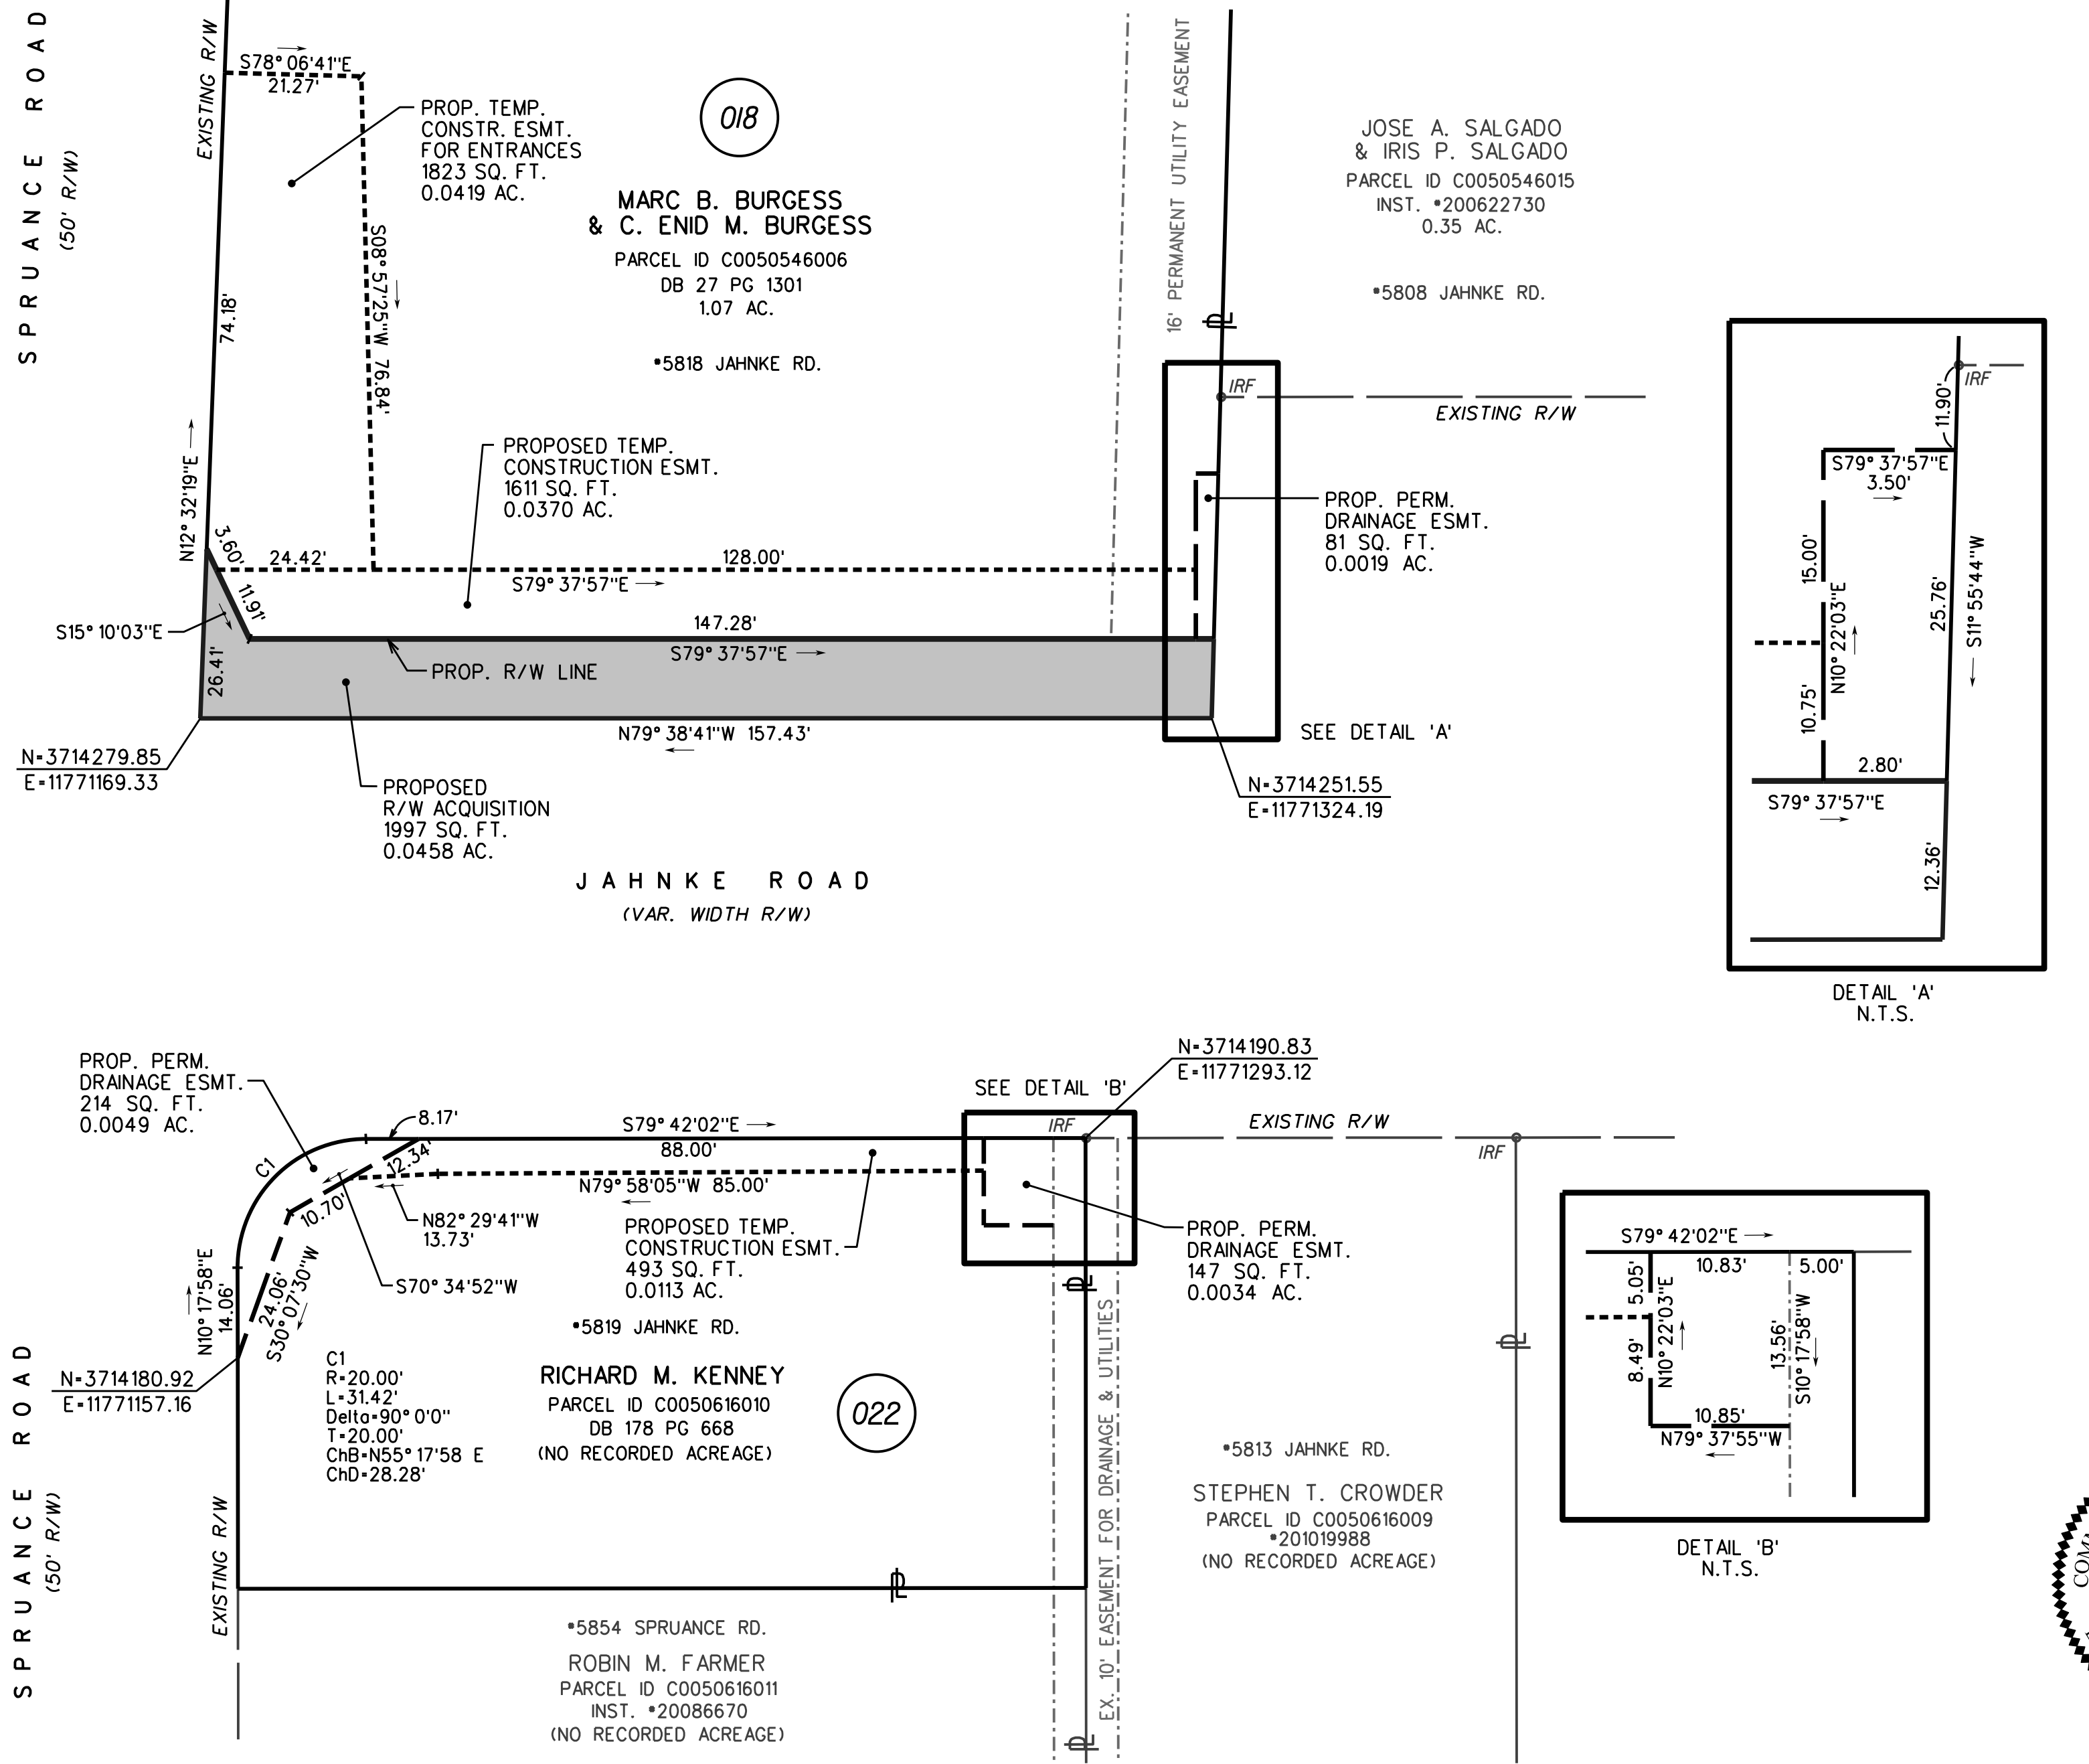 SPRUANCE ROAD
(50' R/W)
EXISTING R/W
S78°06'41"E
21.27'
PROP. TEMP.
CONSTR. ESMT.
FOR ENTRANCES
1823 SQ. FT.
0.0419 AC.
S08°57'25"W 76.84'
74.18'
N12°32'19"E
018
MARC B. BURGESS
& C. ENID M. BURGESS
PARCEL ID C0050546006
DB 27 PG 1301
1.07 AC.
#5818 JAHNKE RD.
16' PERMANENT UTILITY EASEMENT
JOSE A. SALGADO
& IRIS P. SALGADO
PARCEL ID C0050546015
INST. #200622730
0.35 AC.
#5808 JAHNKE RD.
PL
IRF
EXISTING R/W
PROPOSED TEMP.
CONSTRUCTION ESMT.
1611 SQ. FT.
0.0370 AC.
PROP. PERM.
DRAINAGE ESMT.
81 SQ. FT.
0.0019 AC.
3.60'
24.42'
128.00'
S79°37'57"E
11.91'
S15°10'03"E
147.28'
S79°37'57"E
26.41'
PROP. R/W LINE
N79°38'41"W 157.43'
SEE DETAIL 'A'
N=3714279.85
E=11771169.33
PROPOSED
R/W ACQUISITION
1997 SQ. FT.
0.0458 AC.
N=3714251.55
E=11771324.19
JAHNKE ROAD
(VAR. WIDTH R/W)
IRF
11.90'
S79°37'57"E
3.50'
15.00'
N10°22'03"E
25.76'
S11°55'44"W
10.75'
2.80'
S79°37'57"E
12.36'
DETAIL 'A'
N.T.S.
PROP. PERM.
DRAINAGE ESMT.
214 SQ. FT.
0.0049 AC.
8.17'
S79°42'02"E
88.00'
SEE DETAIL 'B'
N=3714190.83
E=11771293.12
IRF
EXISTING R/W
IRF
C1
12.34'
10.70'
N79°58'05"W 85.00'
N82°29'41"W
13.73'
S70°34'52"W
PROPOSED TEMP.
CONSTRUCTION ESMT.
493 SQ. FT.
0.0113 AC.
PROP. PERM.
DRAINAGE ESMT.
147 SQ. FT.
0.0034 AC.
N10°17'58"E
14.06'
24.06'
S30°07'30"W
N=3714180.92
E=11771157.16
#5819 JAHNKE RD.
C1
R=20.00'
L=31.42'
Delta=90°0'0"
T=20.00'
ChB=N55°17'58 E
ChD=28.28'
RICHARD M. KENNEY
PARCEL ID C0050616010
DB 178 PG 668
(NO RECORDED ACREAGE)
022
PL
EX. 10' EASEMENT FOR DRAINAGE & UTILITIES
PL
#5813 JAHNKE RD.
STEPHEN T. CROWDER
PARCEL ID C0050616009
#201019988
(NO RECORDED ACREAGE)
SPRUANCE ROAD
(50' R/W)
EXISTING R/W
PL
#5854 SPRUANCE RD.
ROBIN M. FARMER
PARCEL ID C0050616011
INST. #20086670
(NO RECORDED ACREAGE)
PL
S79°42'02"E
10.83'
5.00'
5.05'
N10°22'03"E
8.49'
13.56'
S10°17'58"W
10.85'
N79°37'55"W
DETAIL 'B'
N.T.S.